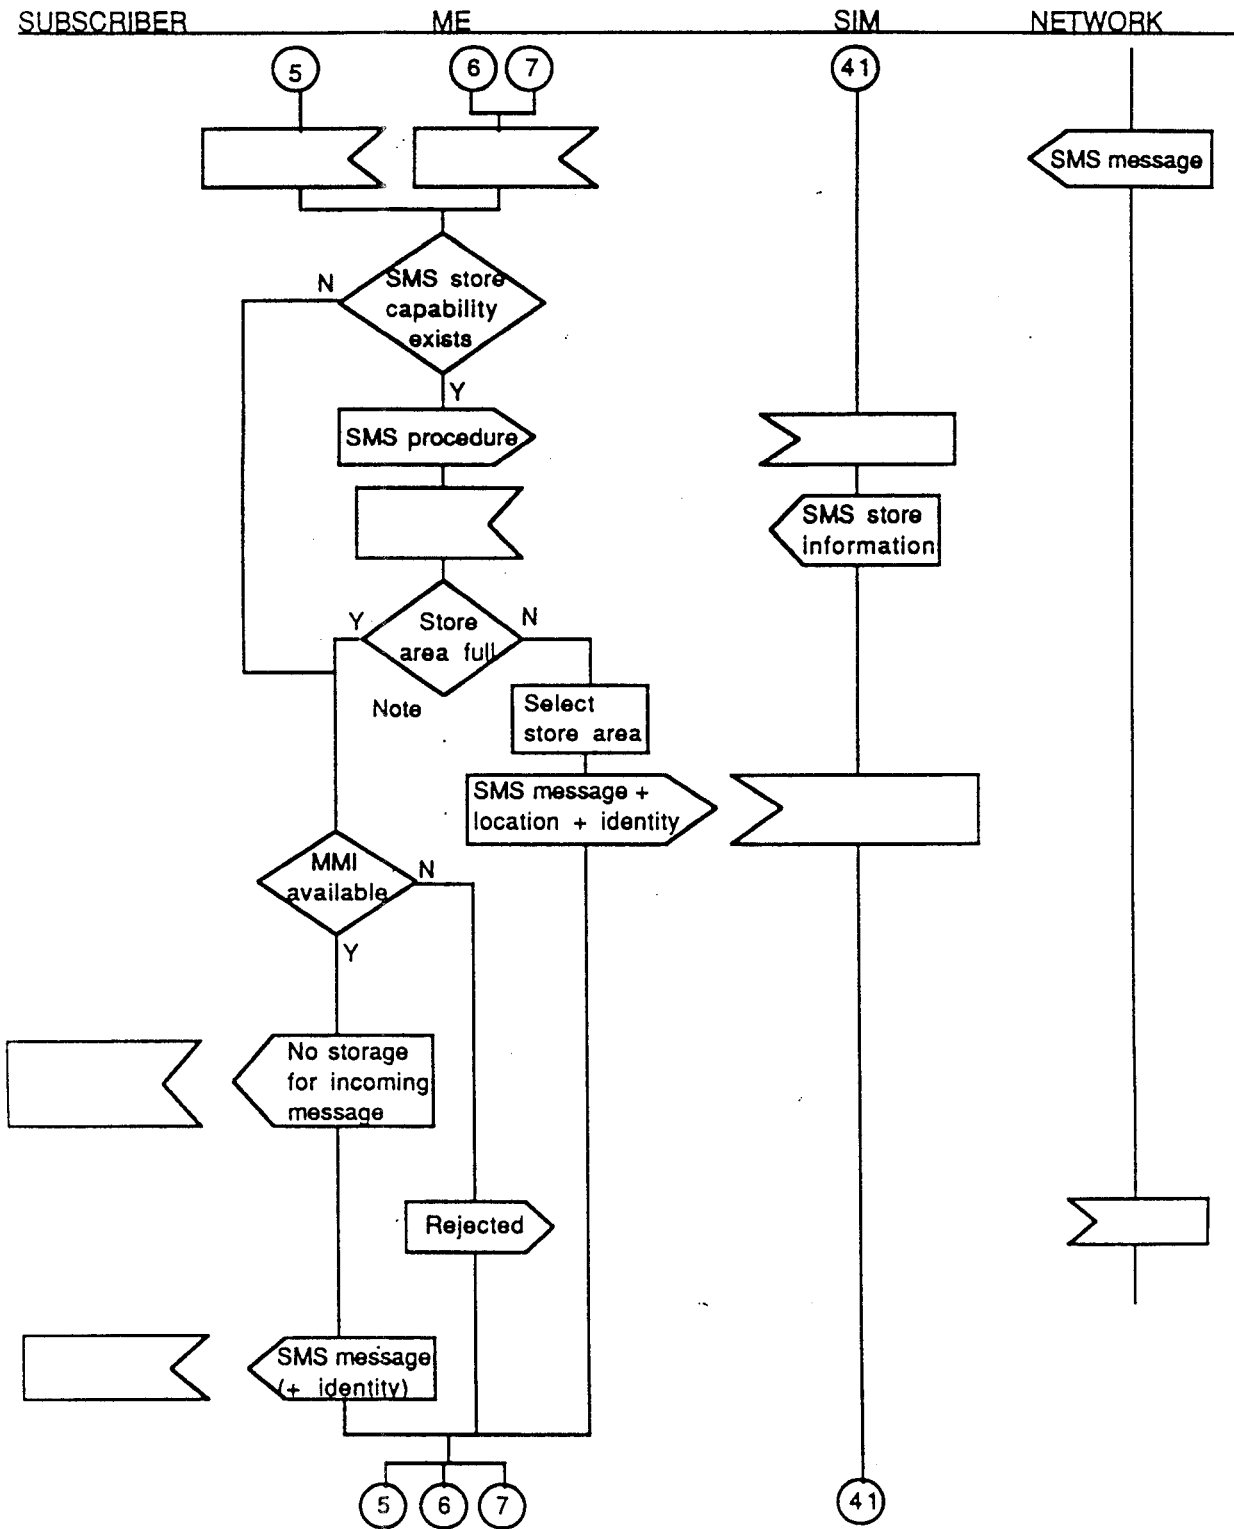 SUBSCRIBER ME SIM NETWORK
5 6 7 41
SMS message
N SMS store
capability
exists
Y
SMS procedure
SMS store
information
Y Store N
area full
Note
Select
store area
SMS message +
location + identity
MMI N
available
Y
No storage
for incoming
message
Rejected
SMS message
(+ identity)
5 6 7 41